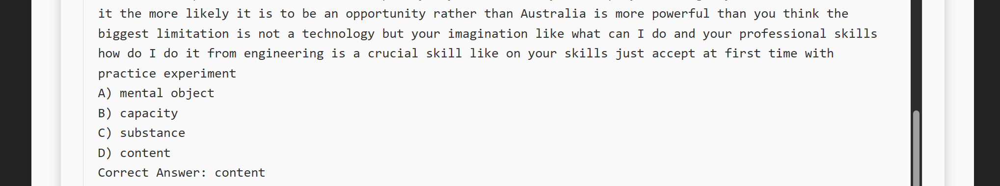 it the more likely it is to be an opportunity rather than Australia is more powerful than you think the
biggest limitation is not a technology but your imagination like what can I do and your professional skills
how do I do it from engineering is a crucial skill like on your skills just accept at first time with
practice experiment
A) mental object
B) capacity
C) substance
D) content
Correct Answer: content